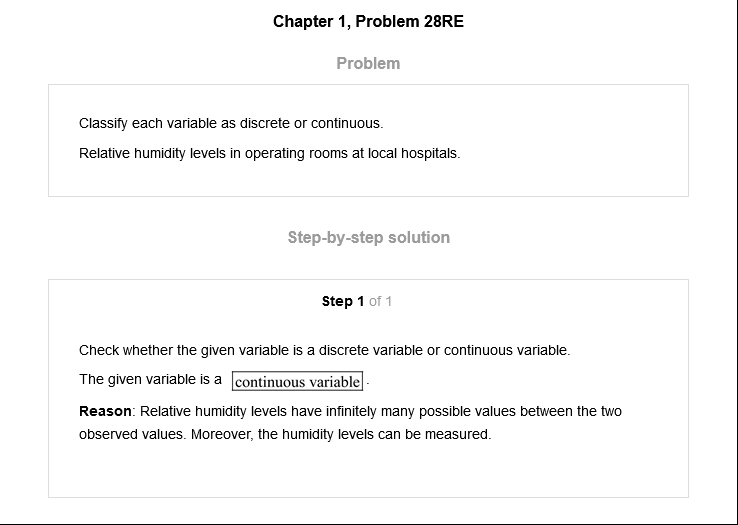 Chapter 1, Problem 28RE
Problem
Classify each variable as discrete or continuous.
Relative humidity levels in operating rooms at local hospitals.
Step-by-step solution
Step 1 of 1
Check whether the given variable is a discrete variable or continuous variable.
The given variable is a continuous variable.
Reason: Relative humidity levels have infinitely many possible values between the two
observed values. Moreover, the humidity levels can be measured.